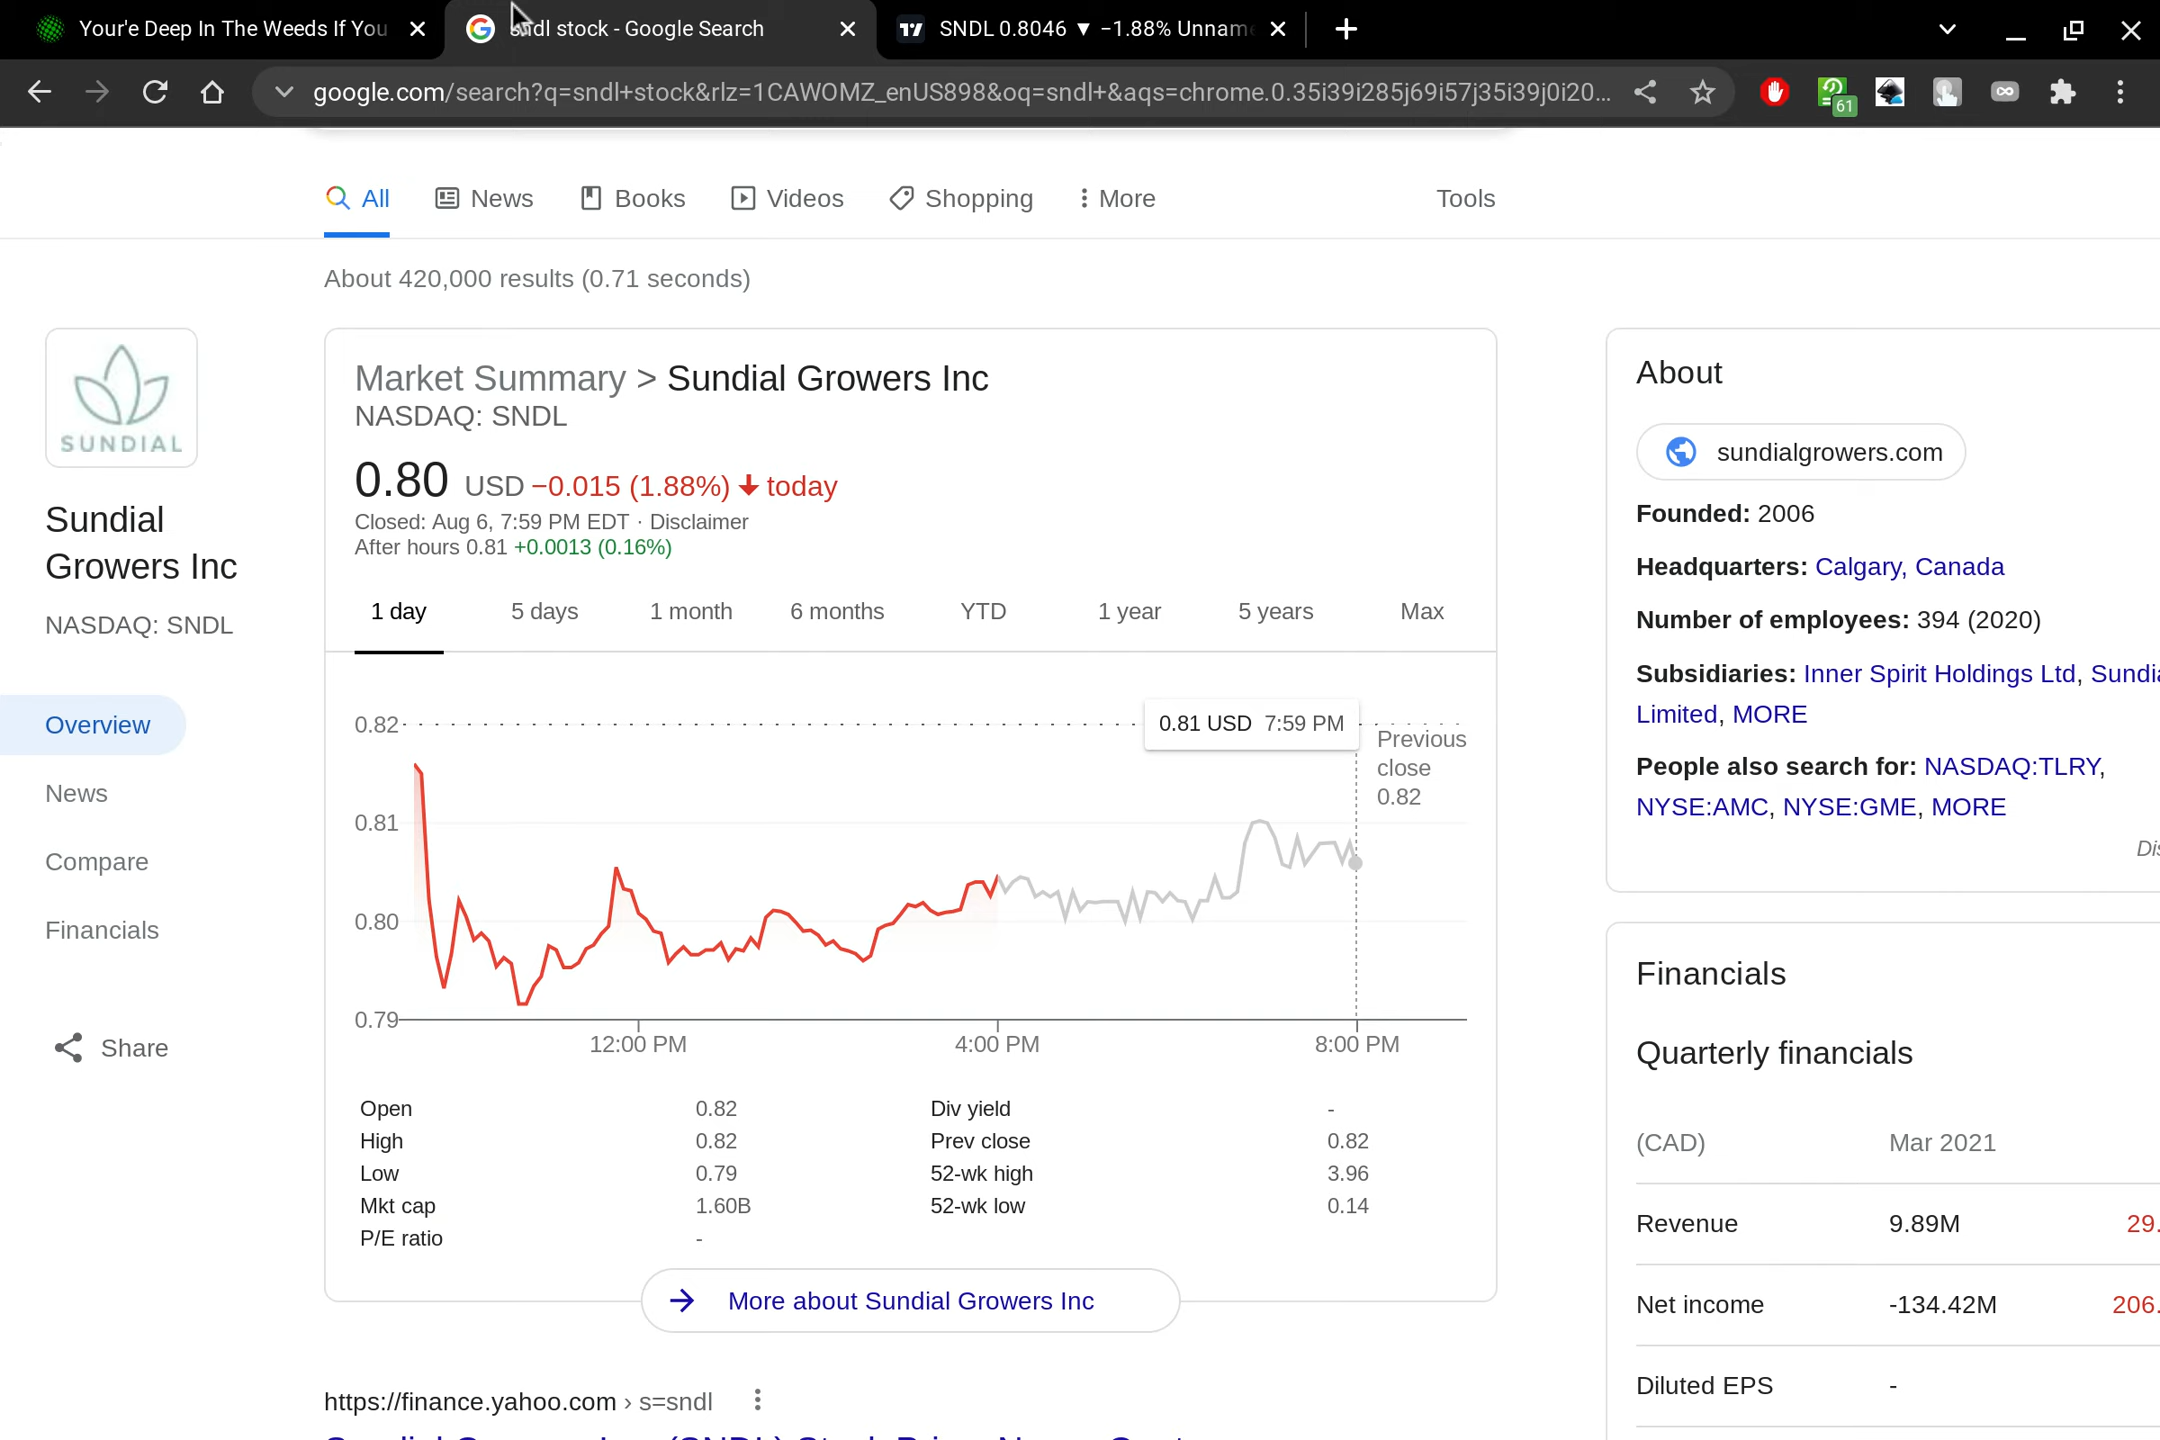 Your'e Deep In The Weeds If You
sndl stock - Google Search
SNDL 0.8046 ▼ −1.88% Unname
google.com/search?q=sndl+stock&rlz=1CAWOMZ_enUS898&oq=sndl+&aqs=chrome.0.35i39i285j69i57j35i39j0i20...
61
All
News
Books
Videos
Shopping
More
Tools
About 420,000 results (0.71 seconds)
SUNDIAL
Sundial
Growers Inc
NASDAQ: SNDL
Overview
News
Compare
Financials
Share
Market Summary > Sundial Growers Inc
NASDAQ: SNDL
0.80 USD −0.015 (1.88%) today
Closed: Aug 6, 7:59 PM EDT · Disclaimer
After hours 0.81 +0.0013 (0.16%)
1 day
5 days
1 month
6 months
YTD
1 year
5 years
Max
0.82
0.81 USD 7:59 PM
Previous
close
0.82
0.81
0.80
0.79
12:00 PM
4:00 PM
8:00 PM
Open 0.82 Div yield -
High 0.82 Prev close 0.82
Low 0.79 52-wk high 3.96
Mkt cap 1.60B 52-wk low 0.14
P/E ratio -
More about Sundial Growers Inc
https://finance.yahoo.com › s=sndl
About
sundialgrowers.com
Founded: 2006
Headquarters: Calgary, Canada
Number of employees: 394 (2020)
Subsidiaries: Inner Spirit Holdings Ltd, Sundia
Limited, MORE
People also search for: NASDAQ:TLRY,
NYSE:AMC, NYSE:GME, MORE
Dis
Financials
Quarterly financials
(CAD) Mar 2021
Revenue 9.89M 29.
Net income -134.42M 206.
Diluted EPS -